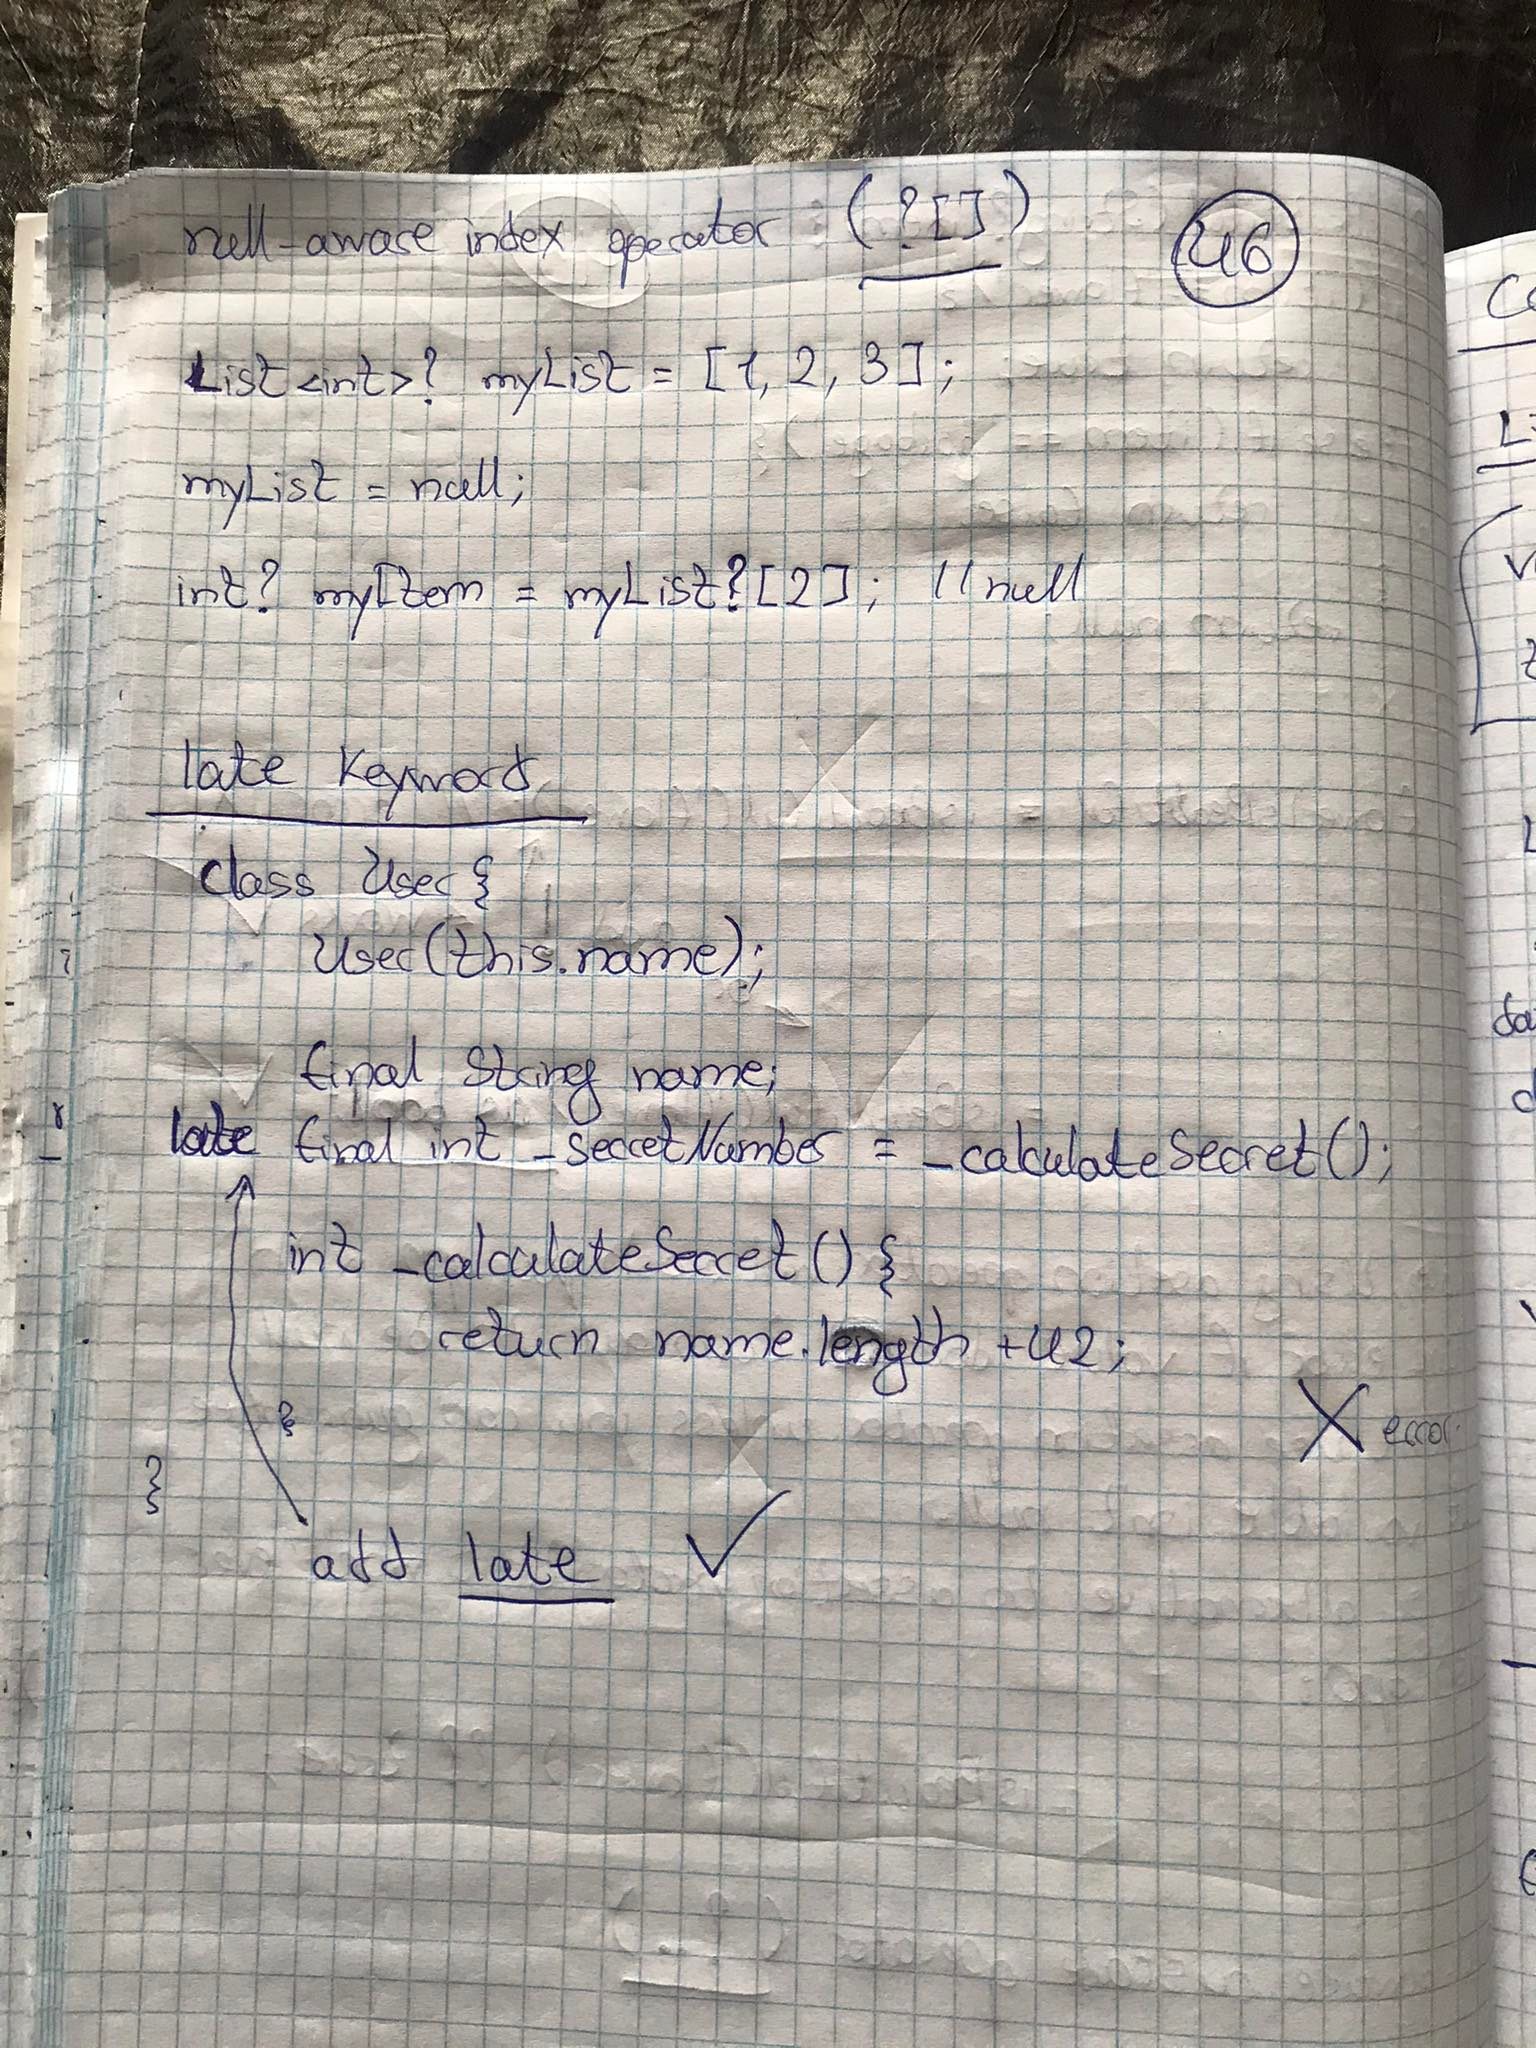 null-aware index operator (?[])
46
List<int>? myList = [1, 2, 3];
myList = null;
int? myItem = myList?[2]; // null
late keyword
class User {
User(this.name);
final String name;
late final int _secretNumber = _calculateSecret();
int _calculateSecret() {
return name.length + 42;
}
X error.
}
add late ✓